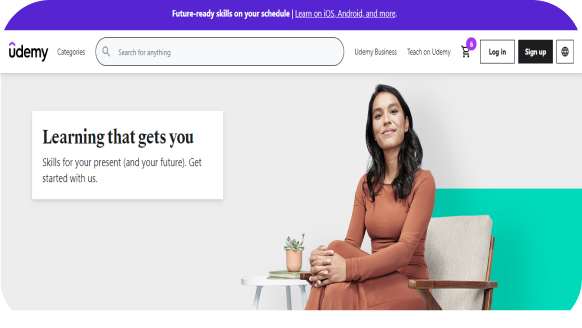 Future-ready skills on your schedule | Learn on iOS, Android, and more.
udemy Categories Search for anything Udemy Business Teach on Udemy 6 Log in Sign up
Learning that gets you
Skills for your present (and your future). Get
started with us.